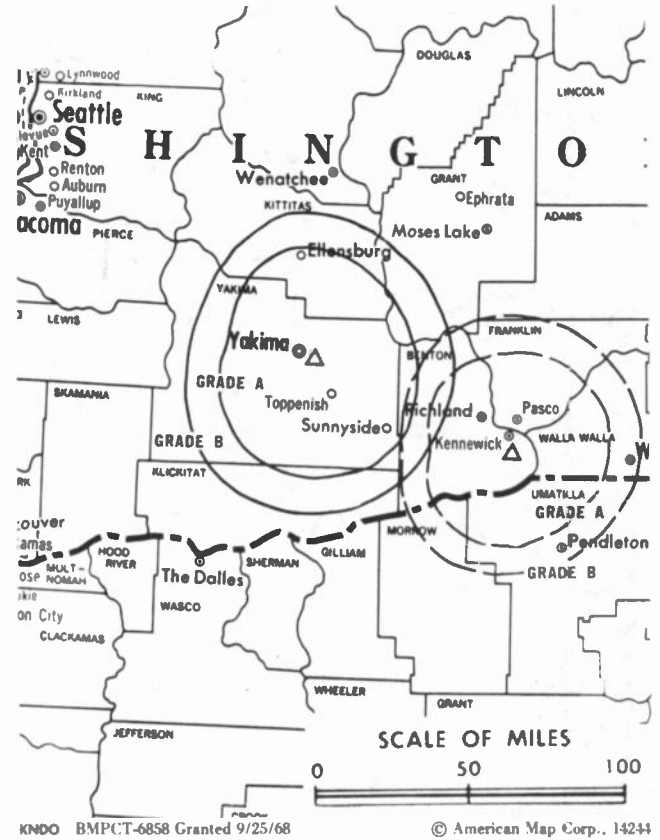 DOUGLAS
Lynnwood
Kirkland
KING
LINCOLN
Seattle
SHINGTO
Kent
Renton
Wenatchee
GRANT
Auburn
Ephrata
Puyallup
KITTITAS
ADAMS
acoma
PIERCE
Moses Lake
Ellensburg
YAKIMA
LEWIS
FRANKLIN
Yakima
BENTON
GRADE A
SKAMANIA
Toppenish
Richland
Pasco
Sunnyside
Kennewick
WALLA WALLA
W
GRADE B
KLICKITAT
UMATILLA
GRADE A
MORROW
Pendleton
GRADE B
ouver
amas
HOOD
RIVER
GILLIAM
SHERMAN
MULT-
NOMAH
The Dalles
WASCO
on City
CLACKAMAS
WHEELER
GRANT
JEFFERSON
SCALE OF MILES
0 50 100
KNDO BMPCT-6858 Granted 9/25/68
© American Map Corp., 14244